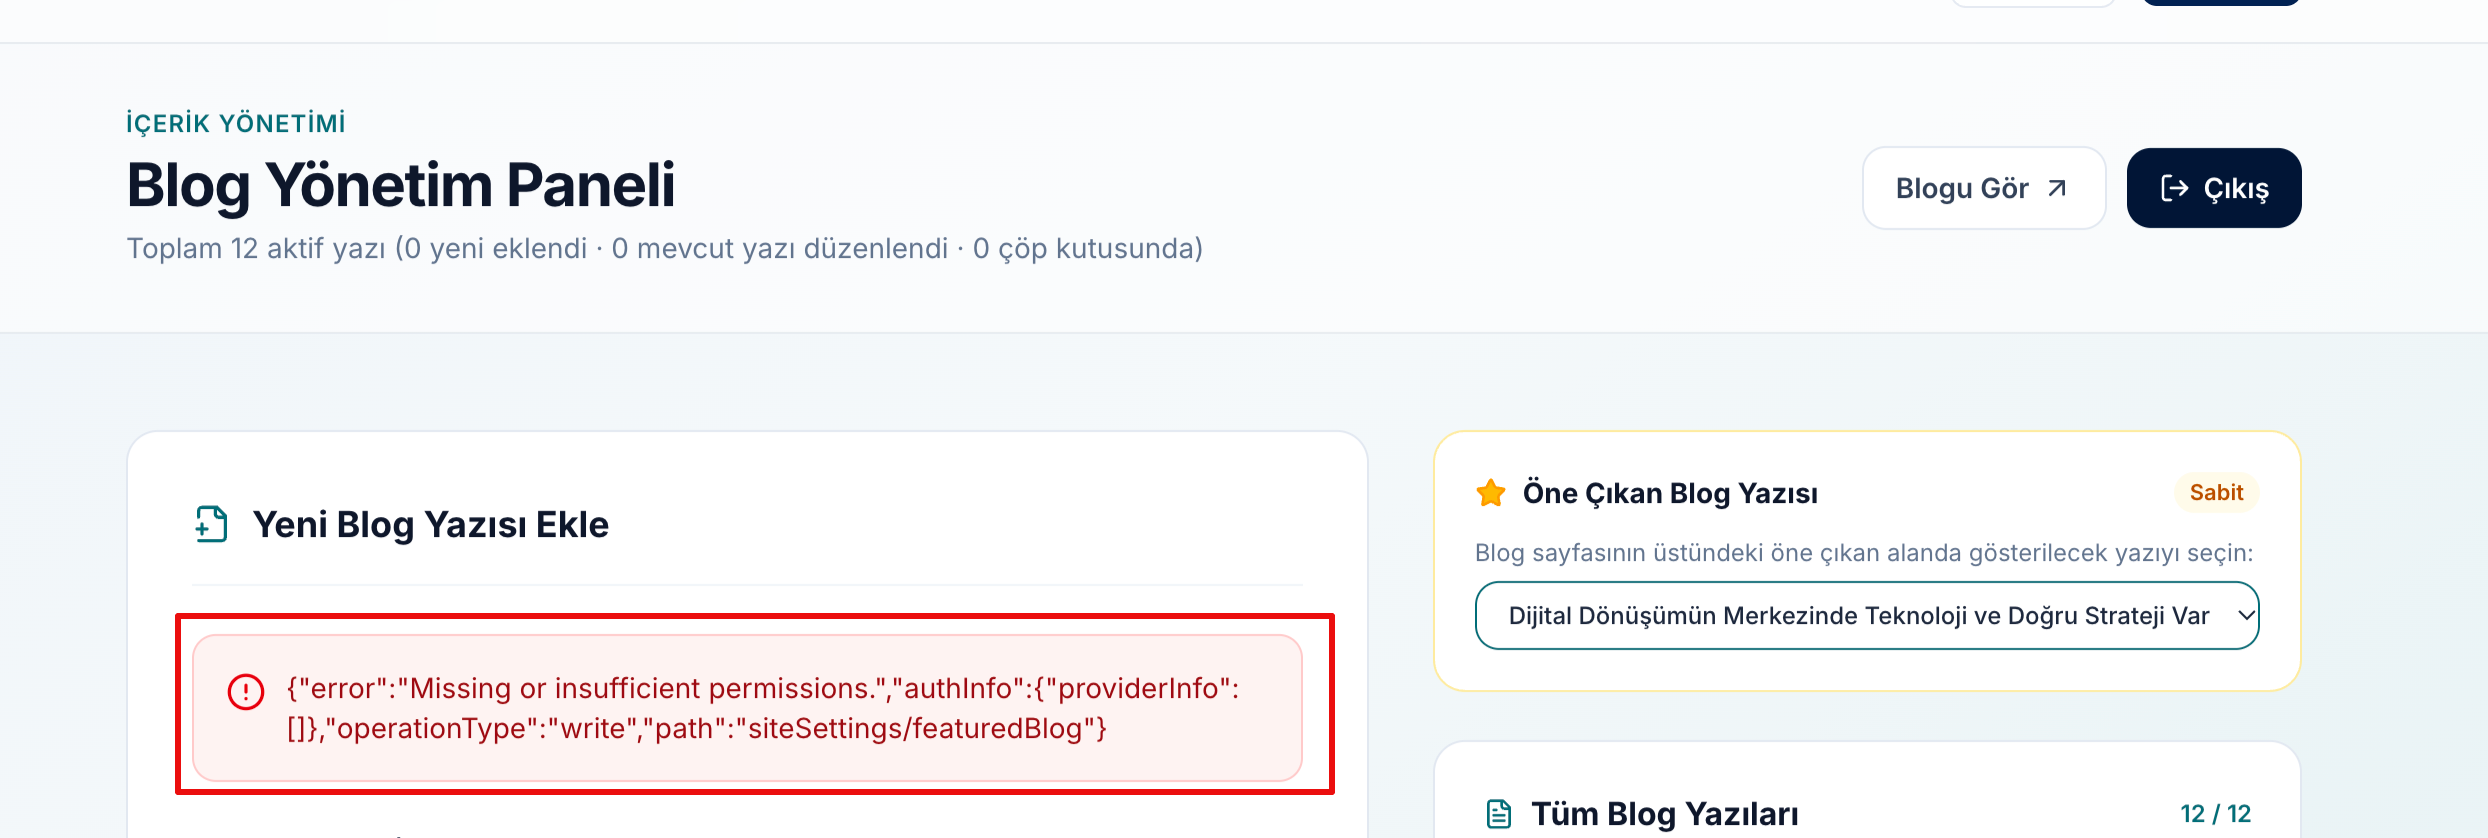 İÇERİK YÖNETİMİ
Blog Yönetim Paneli
Toplam 12 aktif yazı (0 yeni eklendi · 0 mevcut yazı düzenlendi · 0 çöp kutusunda)
Blogu Gör
Çıkış
Yeni Blog Yazısı Ekle
{"error":"Missing or insufficient permissions.","authInfo":{"providerInfo":
[]},"operationType":"write","path":"siteSettings/featuredBlog"}
Öne Çıkan Blog Yazısı
Sabit
Blog sayfasının üstündeki öne çıkan alanda gösterilecek yazıyı seçin:
Dijital Dönüşümün Merkezinde Teknoloji ve Doğru Strateji Var
Tüm Blog Yazıları
12 / 12